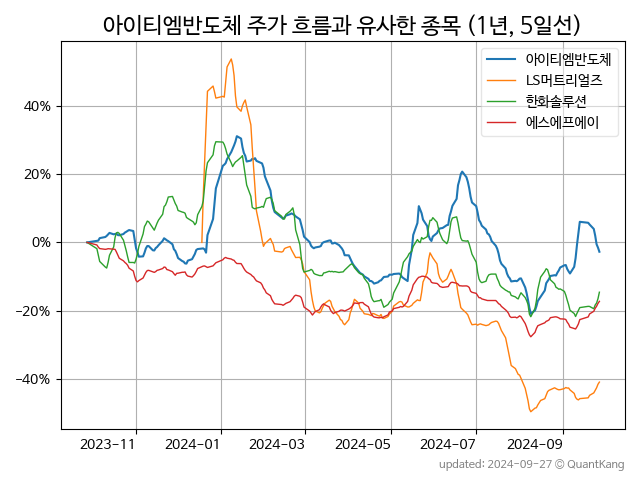 아이티엠반도체 주가 흐름과 유사한 종목 (1년, 5일선)
아이티엠반도체
LS머트리얼즈
한화솔루션
에스에프에이
40%
20%
0%
−20%
−40%
2023-11
2024-01
2024-03
2024-05
2024-07
2024-09
updated: 2024-09-27 © QuantKang